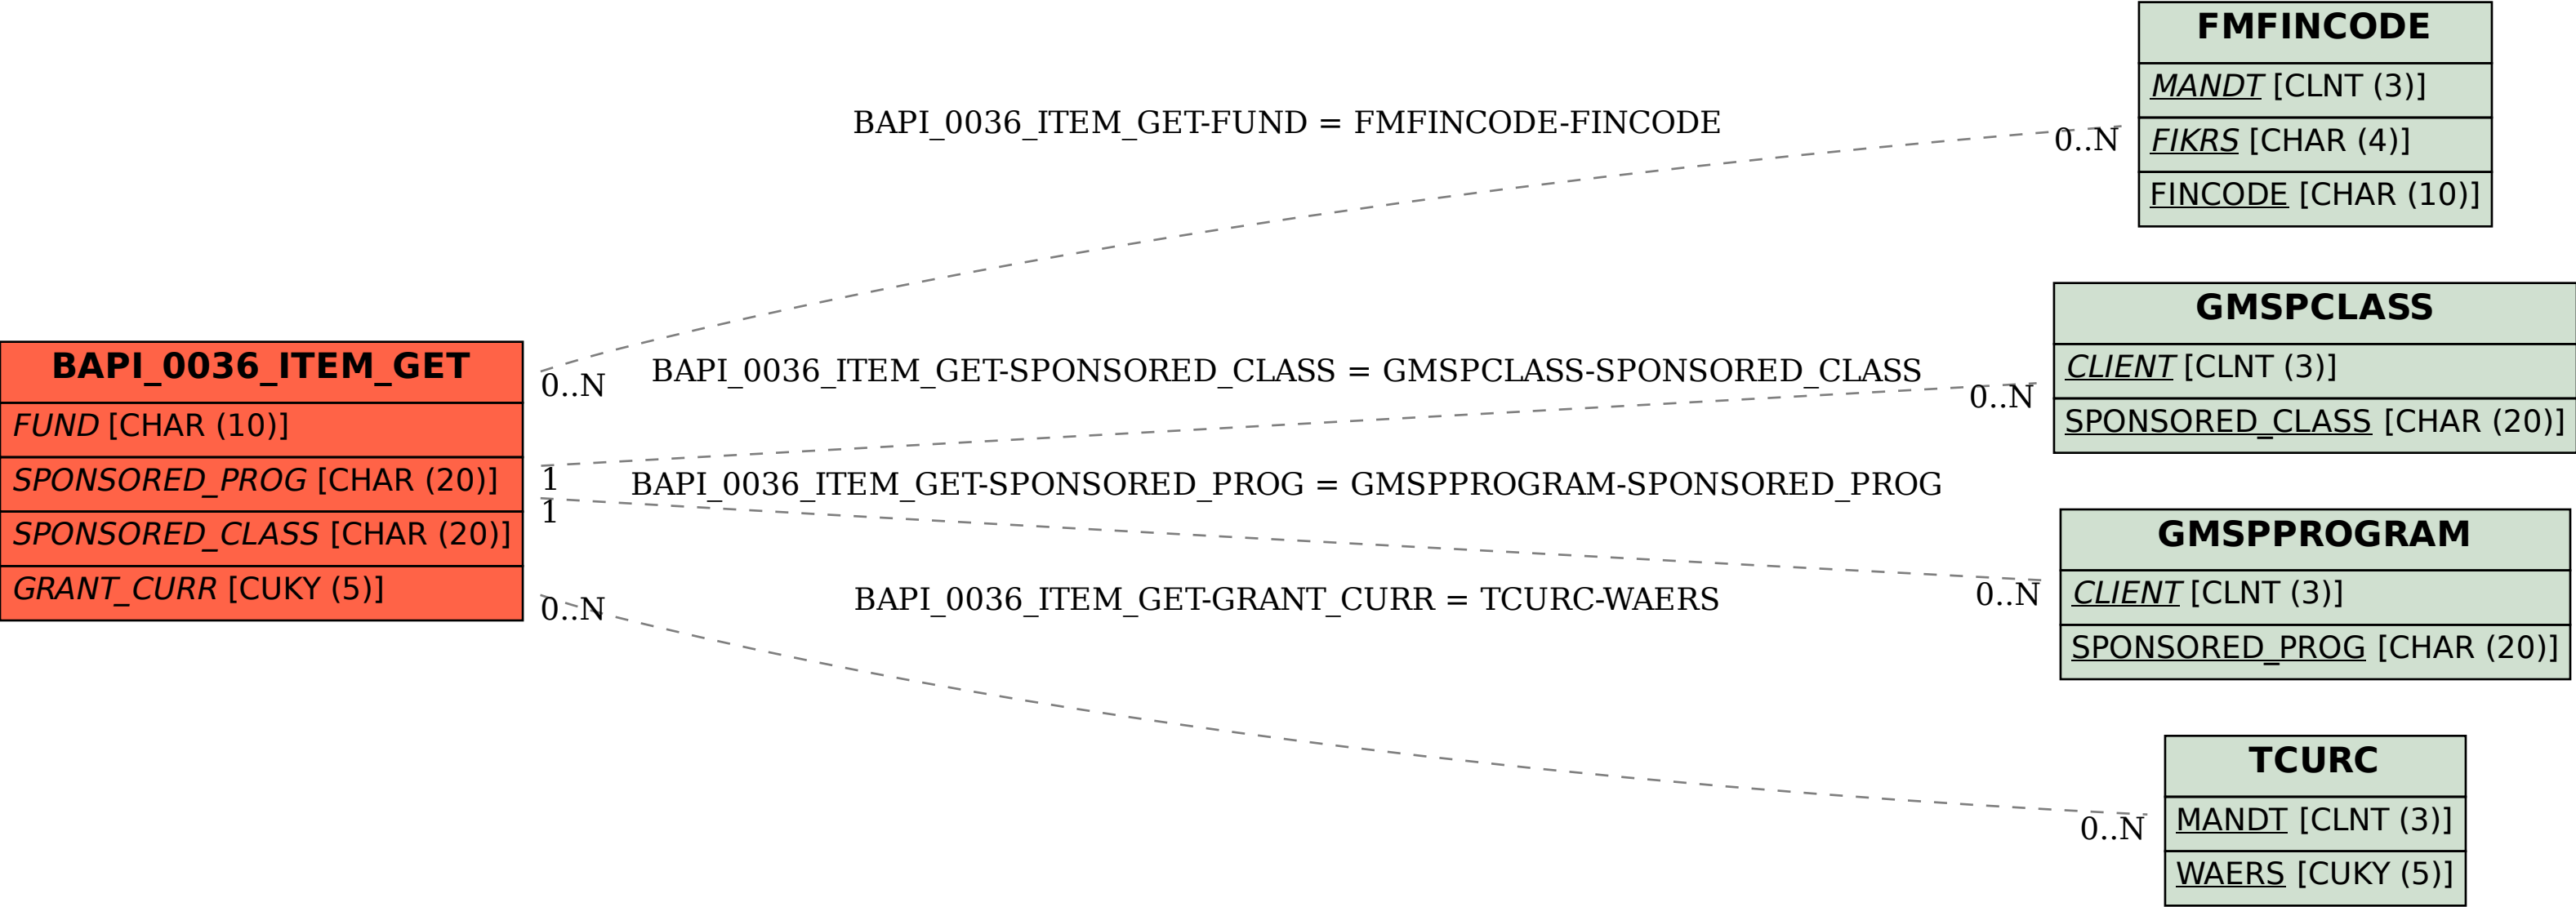 FMFINCODE
MANDT [CLNT (3)]
FIKRS [CHAR (4)]
FINCODE [CHAR (10)]
BAPI_0036_ITEM_GET-FUND = FMFINCODE-FINCODE
0..N
GMSPCLASS
CLIENT [CLNT (3)]
SPONSORED_CLASS [CHAR (20)]
BAPI_0036_ITEM_GET
FUND [CHAR (10)]
SPONSORED_PROG [CHAR (20)]
SPONSORED_CLASS [CHAR (20)]
GRANT_CURR [CUKY (5)]
0..N
BAPI_0036_ITEM_GET-SPONSORED_CLASS = GMSPCLASS-SPONSORED_CLASS
0..N
1
BAPI_0036_ITEM_GET-SPONSORED_PROG = GMSPPROGRAM-SPONSORED_PROG
1
0..N
GMSPPROGRAM
CLIENT [CLNT (3)]
SPONSORED_PROG [CHAR (20)]
0..N
BAPI_0036_ITEM_GET-GRANT_CURR = TCURC-WAERS
0..N
TCURC
MANDT [CLNT (3)]
WAERS [CUKY (5)]